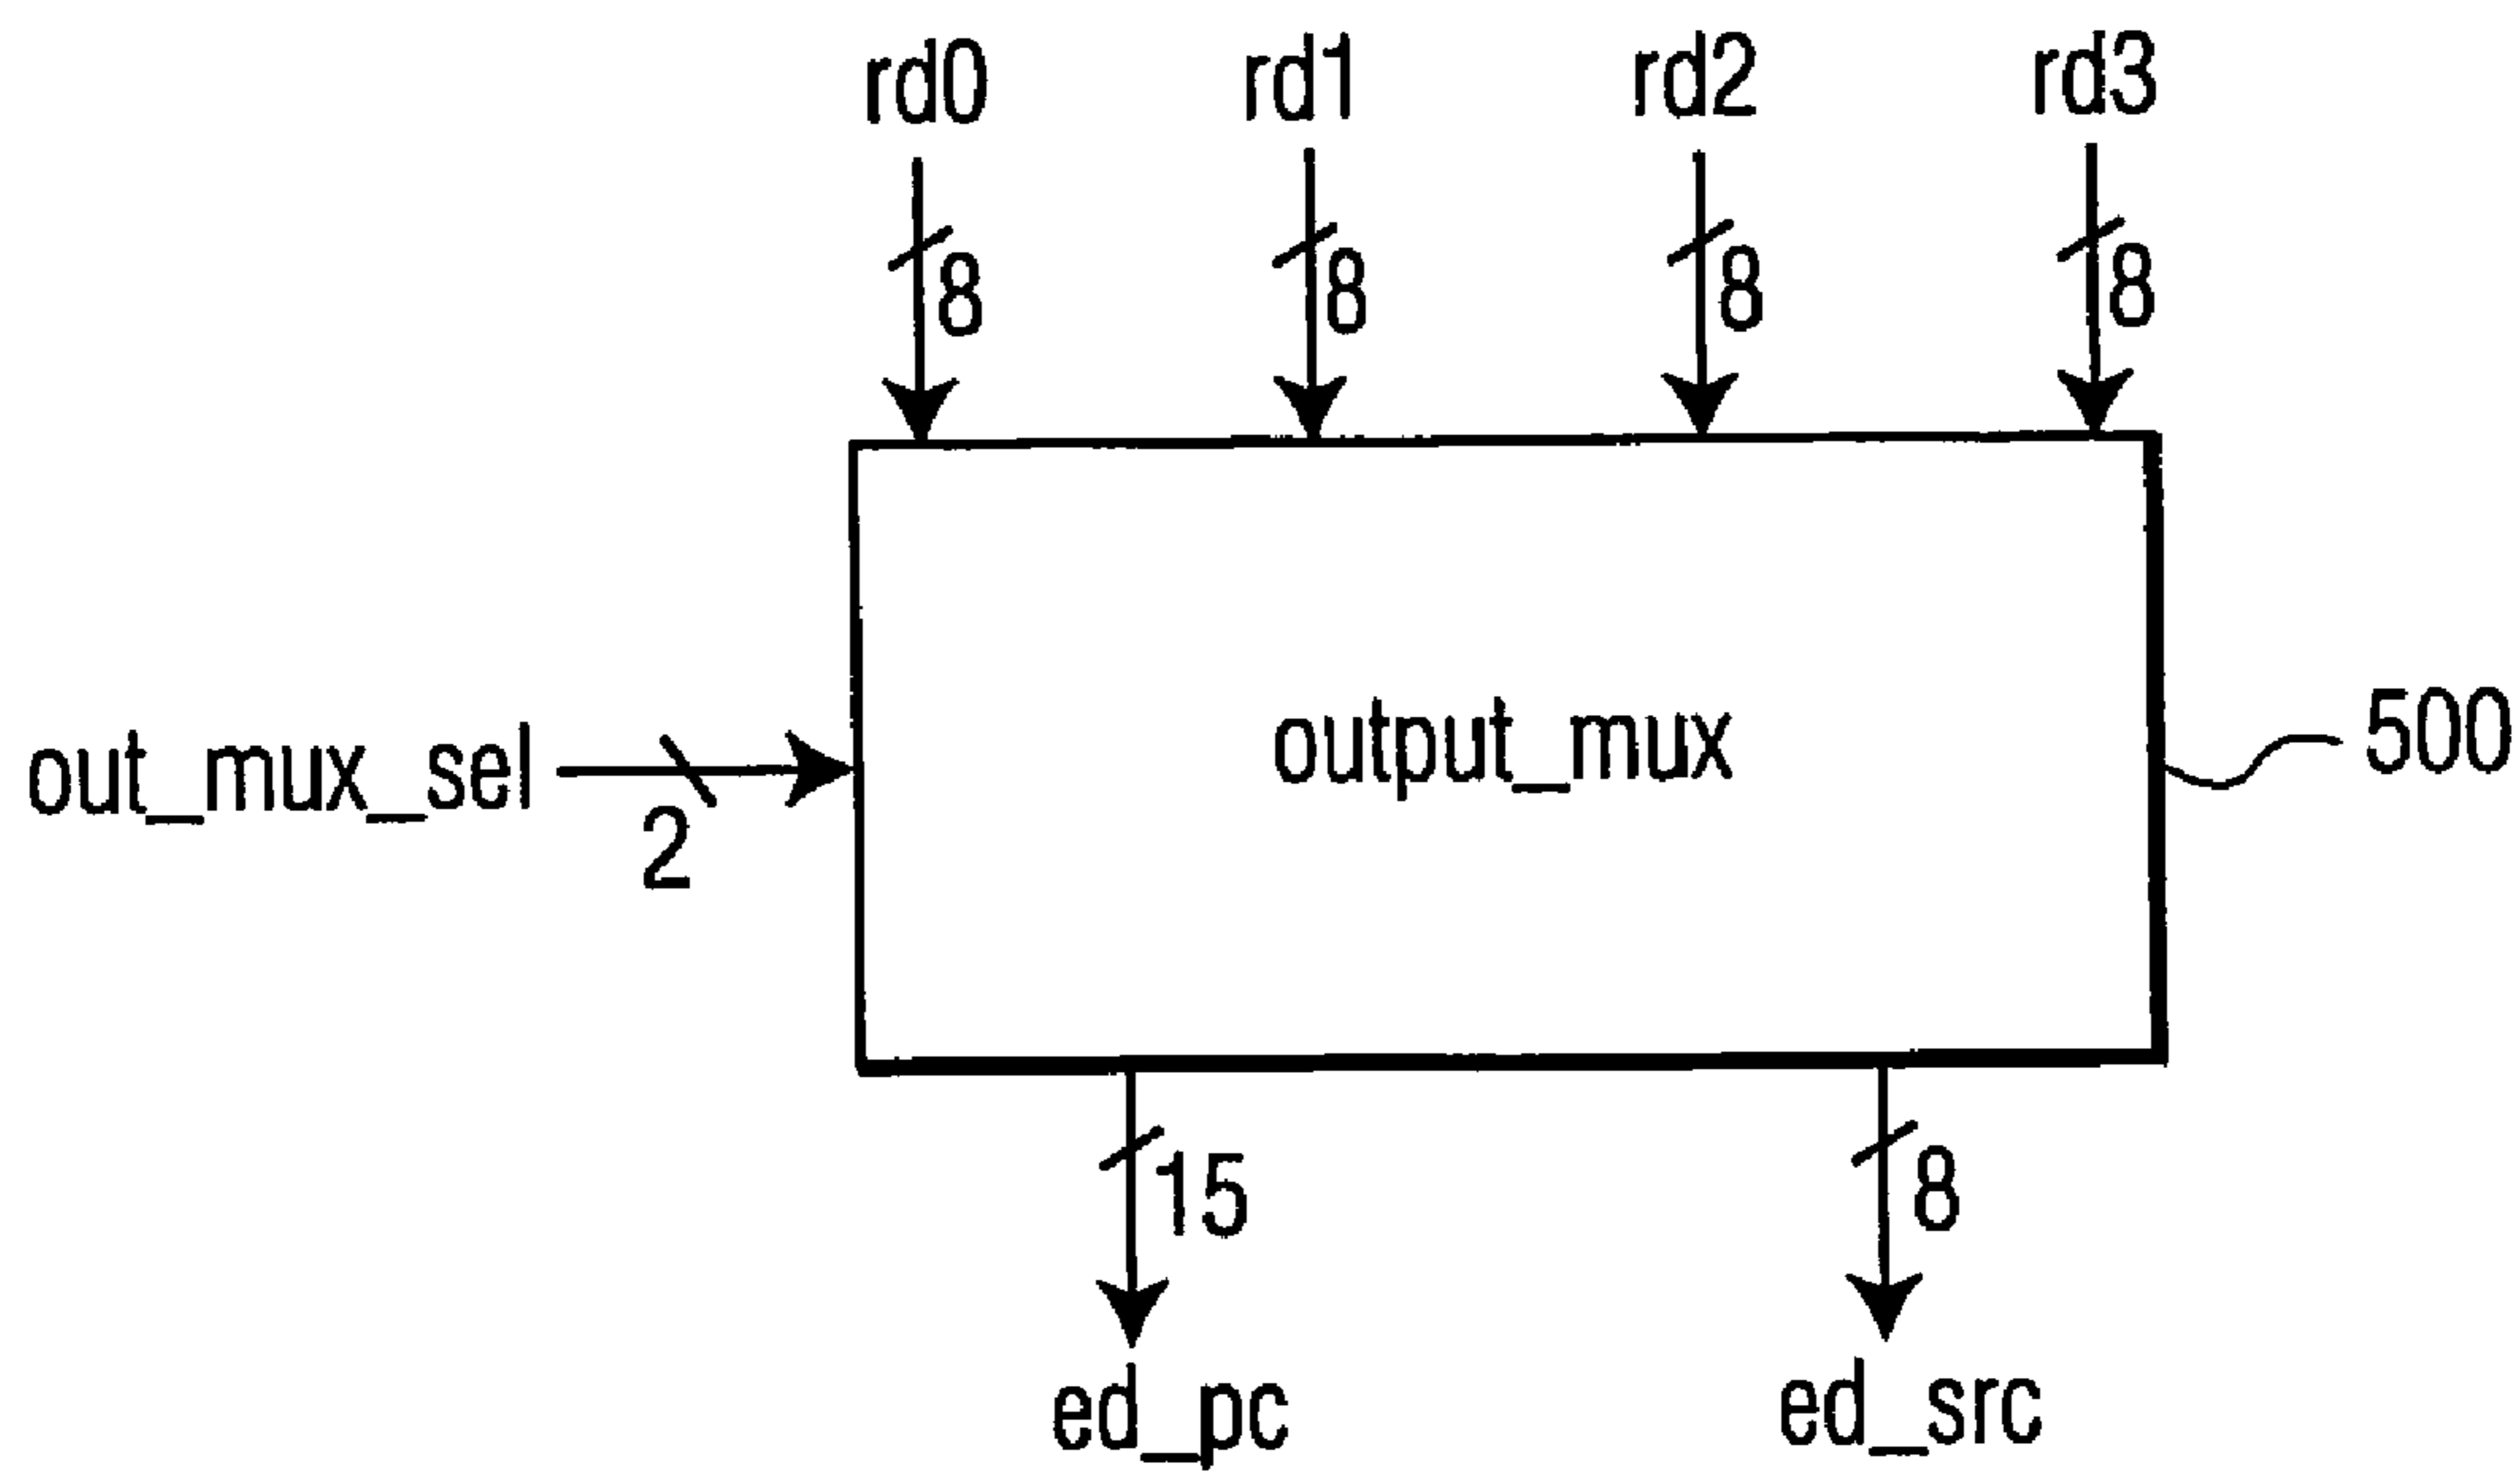 rd0 rd1 rd2 rd3
8 8 8 8
out_mux_sel output_mux 500
2
15 8
ed_pc ed_src